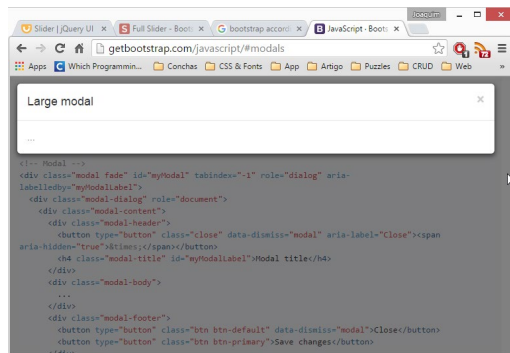 Joaquim
Slider | jQuery UI
Full Slider - Boots
bootstrap accordi
JavaScript · Boots
getbootstrap.com/javascript/#modals
Apps Which Programmin... Conchas CSS & Fonts App Artigo Puzzles CRUD Web »
Large modal ×
...
<!-- Modal -->
<div class="modal fade" id="myModal" tabindex="-1" role="dialog" aria-
labelledby="myModalLabel">
<div class="modal-dialog" role="document">
<div class="modal-content">
<div class="modal-header">
<button type="button" class="close" data-dismiss="modal" aria-label="Close"><span
aria-hidden="true">&times;</span></button>
<h4 class="modal-title" id="myModalLabel">Modal title</h4>
</div>
<div class="modal-body">
...
</div>
<div class="modal-footer">
<button type="button" class="btn btn-default" data-dismiss="modal">Close</button>
<button type="button" class="btn btn-primary">Save changes</button>
</div>